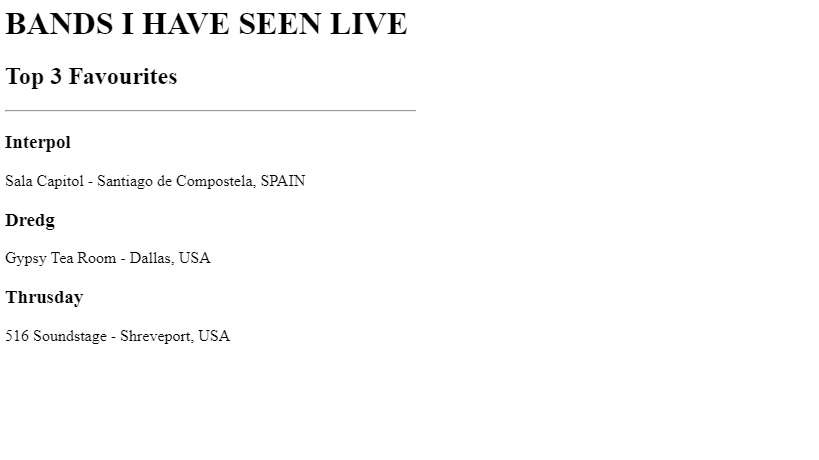 BANDS I HAVE SEEN LIVE
Top 3 Favourites
Interpol
Sala Capitol - Santiago de Compostela, SPAIN
Dredg
Gypsy Tea Room - Dallas, USA
Thrusday
516 Soundstage - Shreveport, USA